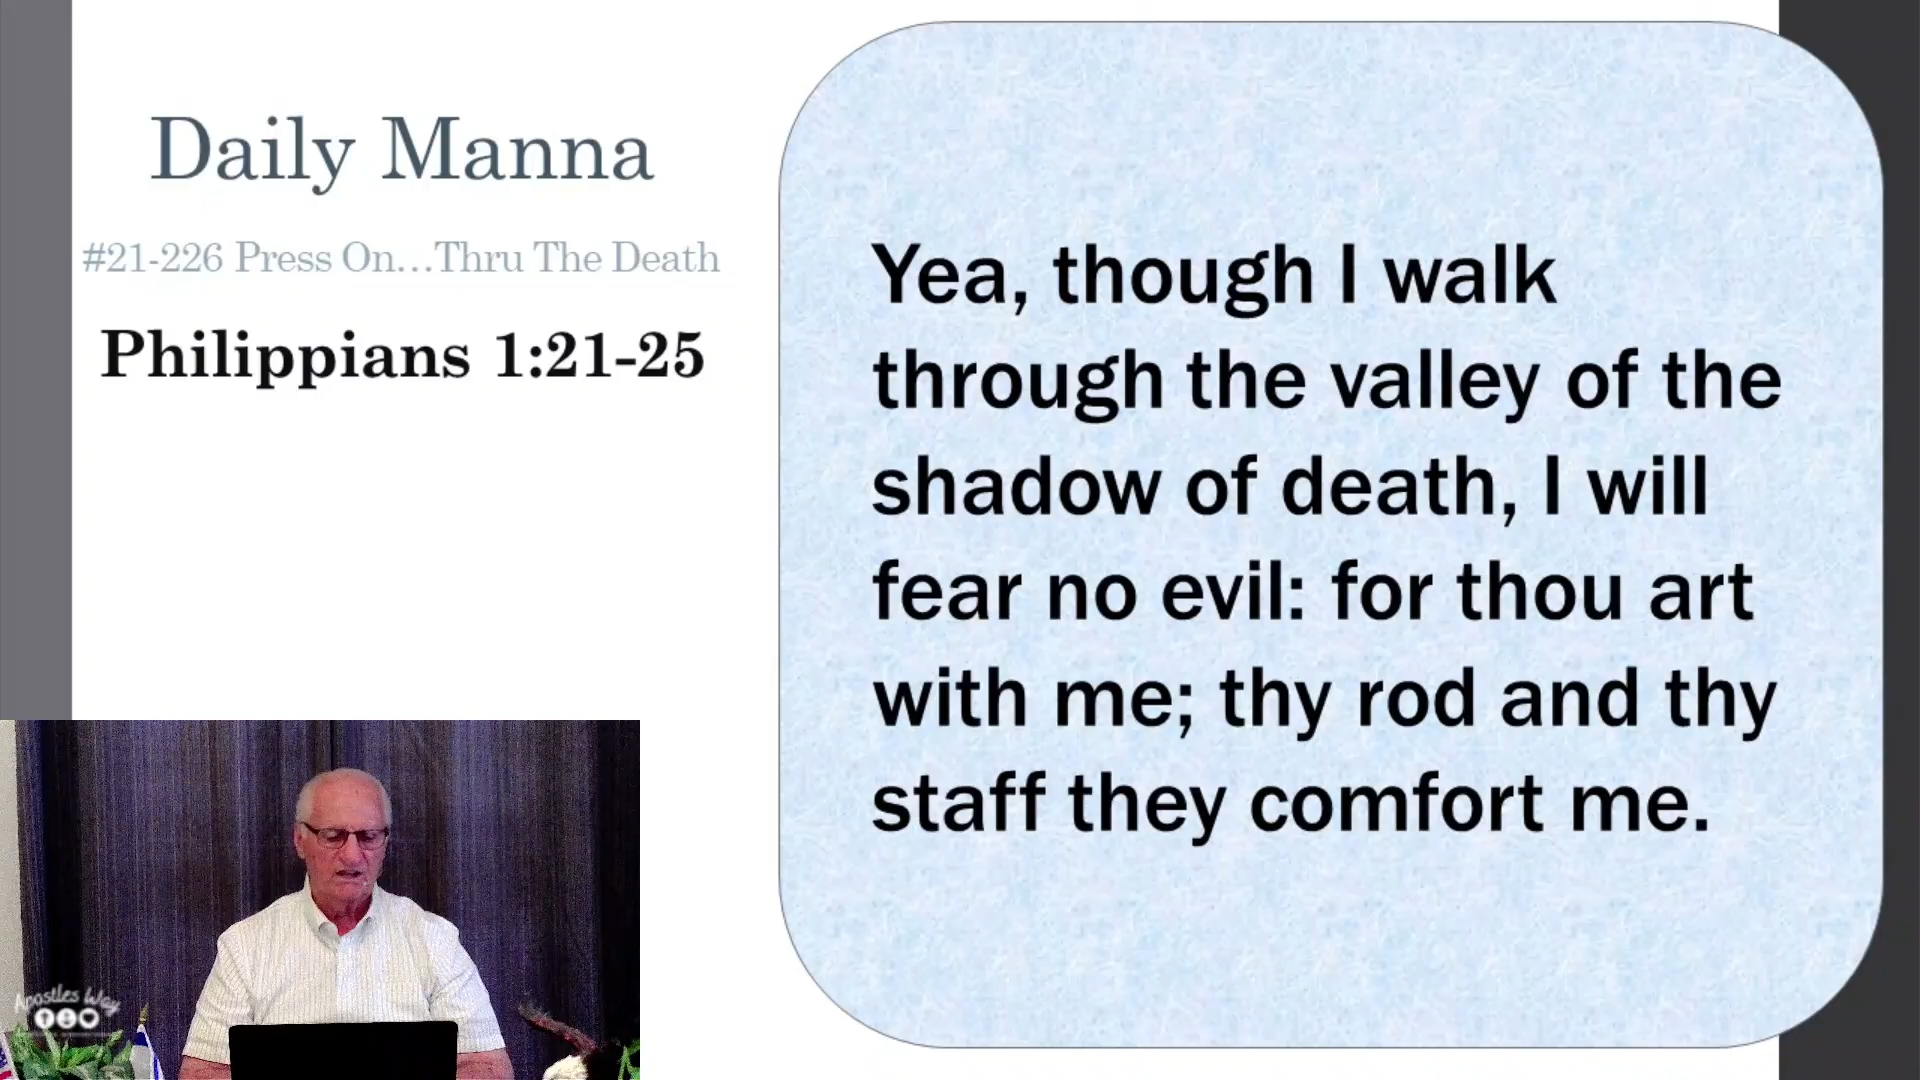 Daily Manna
#21-226 Press On...Thru The Death
Philippians 1:21-25
Yea, though I walk
through the valley of the
shadow of death, I will
fear no evil: for thou art
with me; thy rod and thy
staff they comfort me.
Apostles Way